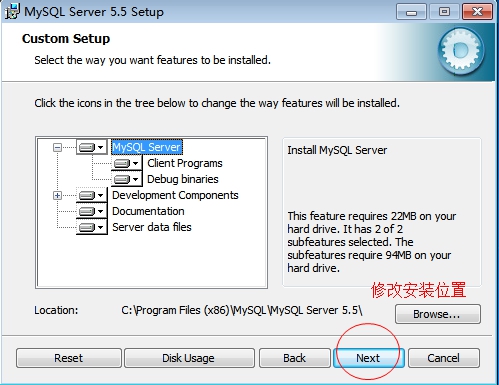 MySQL Server 5.5 Setup
Custom Setup
Select the way you want features to be installed.
Click the icons in the tree below to change the way features will be installed.
MySQL Server
Client Programs
Debug binaries
Development Components
Documentation
Server data files
Install MySQL Server
This feature requires 22MB on your
hard drive. It has 2 of 2
subfeatures selected. The
subfeatures require 94MB on your
hard drive.
修改安装位置
Location: C:\Program Files (x86)\MySQL\MySQL Server 5.5\
Browse...
Reset Disk Usage Back Next Cancel